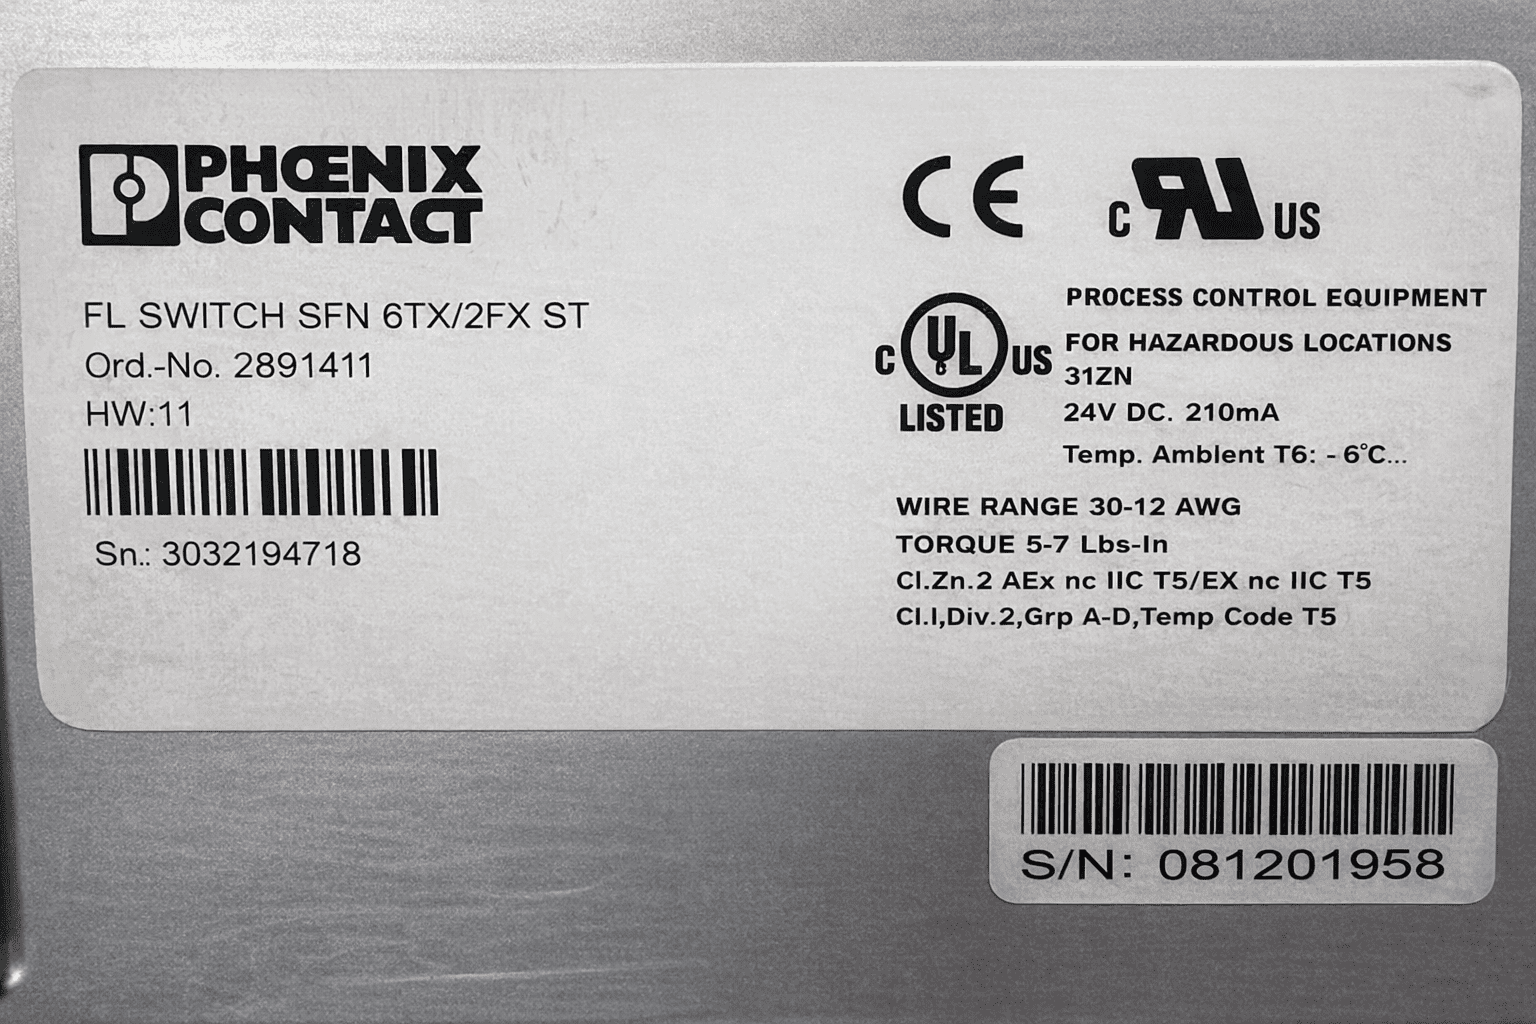 PHŒNIX
CONTACT
FL SWITCH SFN 6TX/2FX ST
Ord.-No. 2891411
HW:11
Sn.: 3032194718
CE
C RU US
C UL US
LISTED
PROCESS CONTROL EQUIPMENT
FOR HAZARDOUS LOCATIONS
31ZN
24V DC. 210mA
Temp. Amblent T6: - 6°C...
WIRE RANGE 30-12 AWG
TORQUE 5-7 Lbs-In
Cl.Zn.2 AEx nc IIC T5/EX nc IIC T5
Cl.I,Div.2,Grp A-D,Temp Code T5
S/N: 081201958